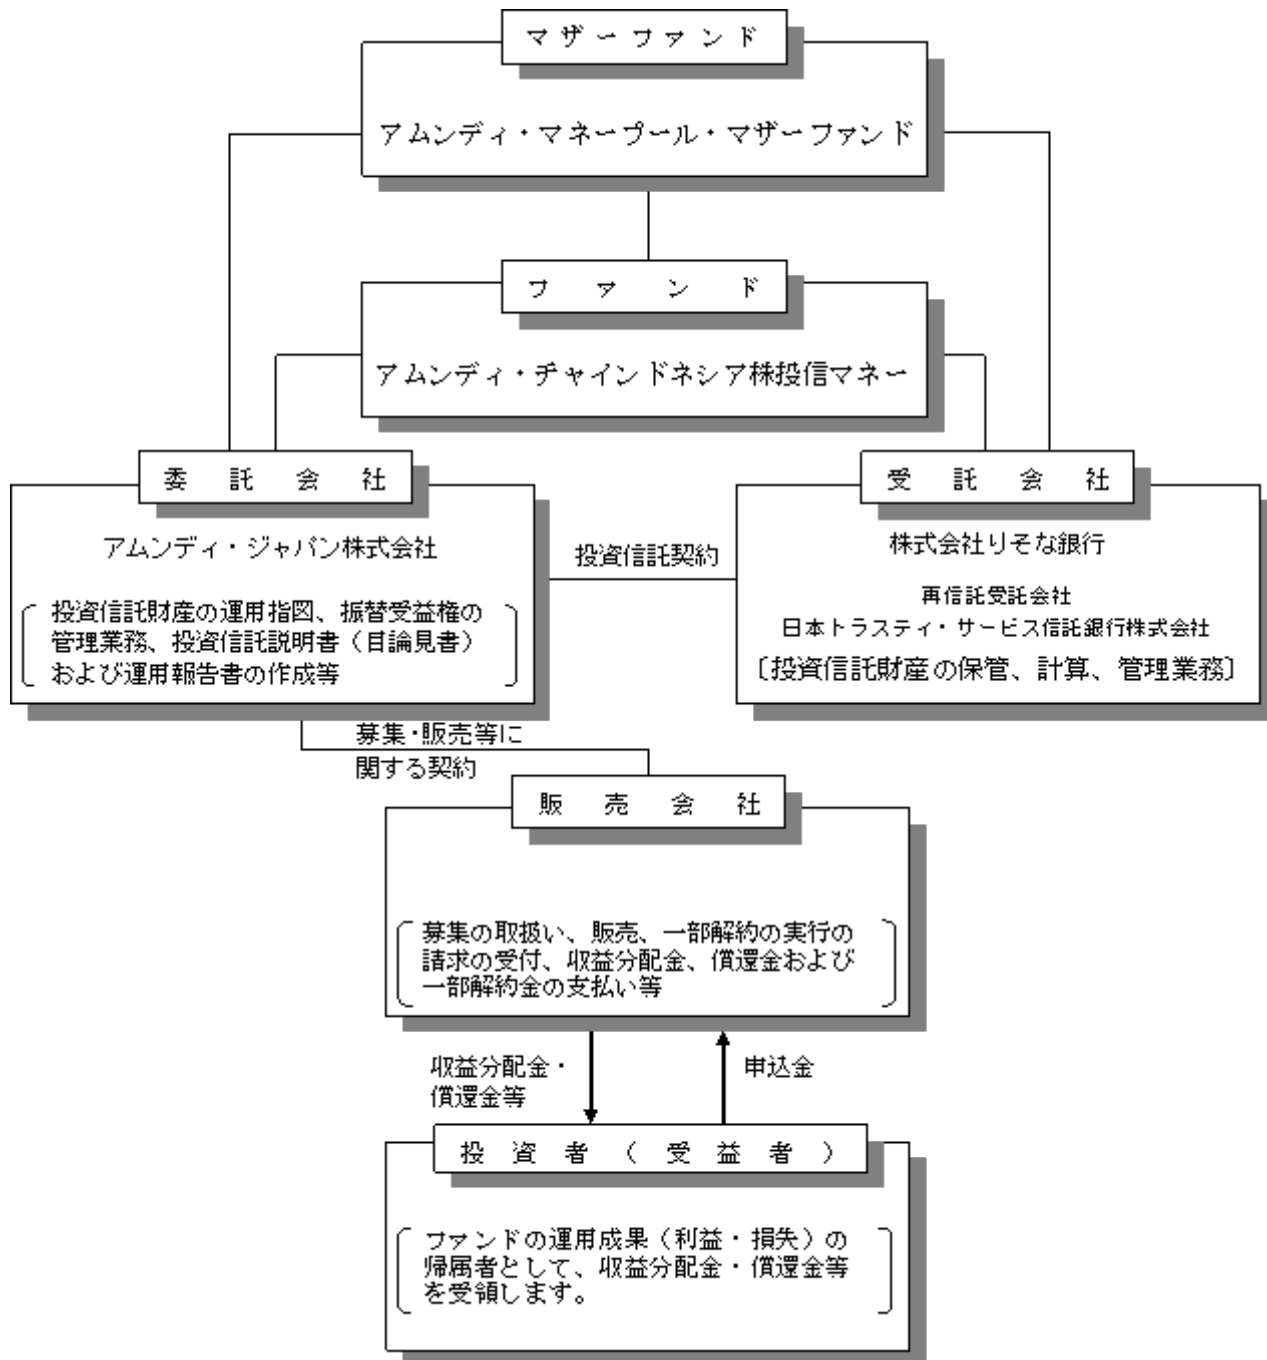 マザーファンド
アムンディ・マネープール・マザーファンド
ファンド
アムンディ・チャインドネシア株投信マネー
委託会社
アムンディ・ジャパン株式会社
投資信託財産の運用指図、振替受益権の
管理業務、投資信託説明書（目論見書）
および運用報告書の作成等
投資信託契約
受託会社
株式会社りそな銀行
再信託受託会社
日本トラスティ・サービス信託銀行株式会社
〔投資信託財産の保管、計算、管理業務〕
募集・販売等に
関する契約
販売会社
募集の取扱い、販売、一部解約の実行の
請求の受付、収益分配金、償還金および
一部解約金の支払い等
収益分配金・
償還金等
申込金
投資者（受益者）
ファンドの運用成果（利益・損失）の
帰属者として、収益分配金・償還金等
を受領します。